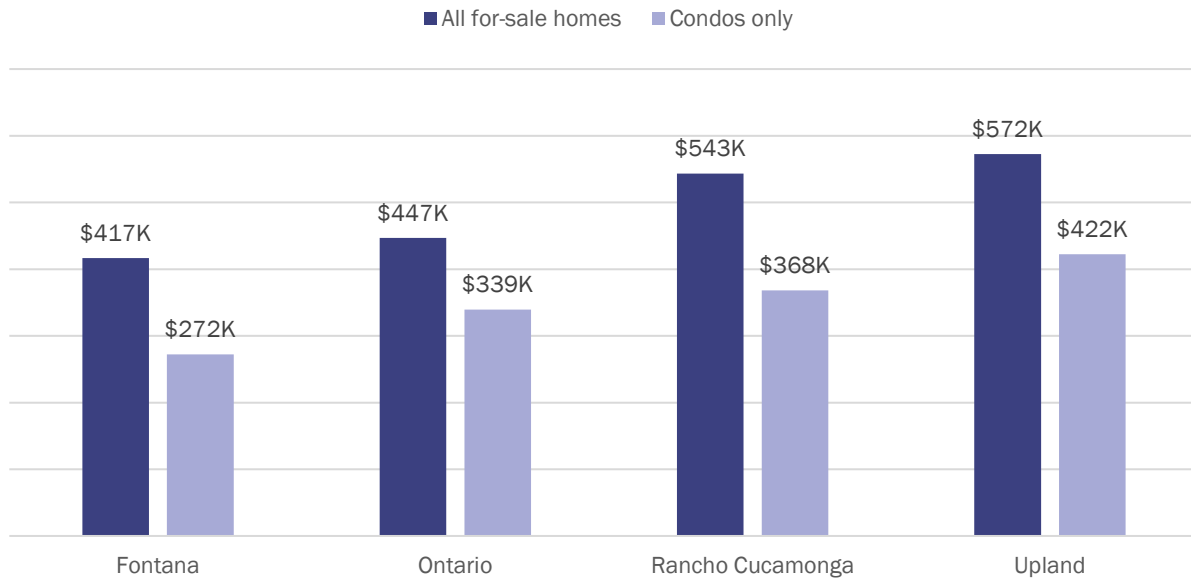 All for-sale homes Condos only
$572K
$543K
$447K
$417K
$422K
$368K
$339K
$272K
Fontana Ontario Rancho Cucamonga Upland